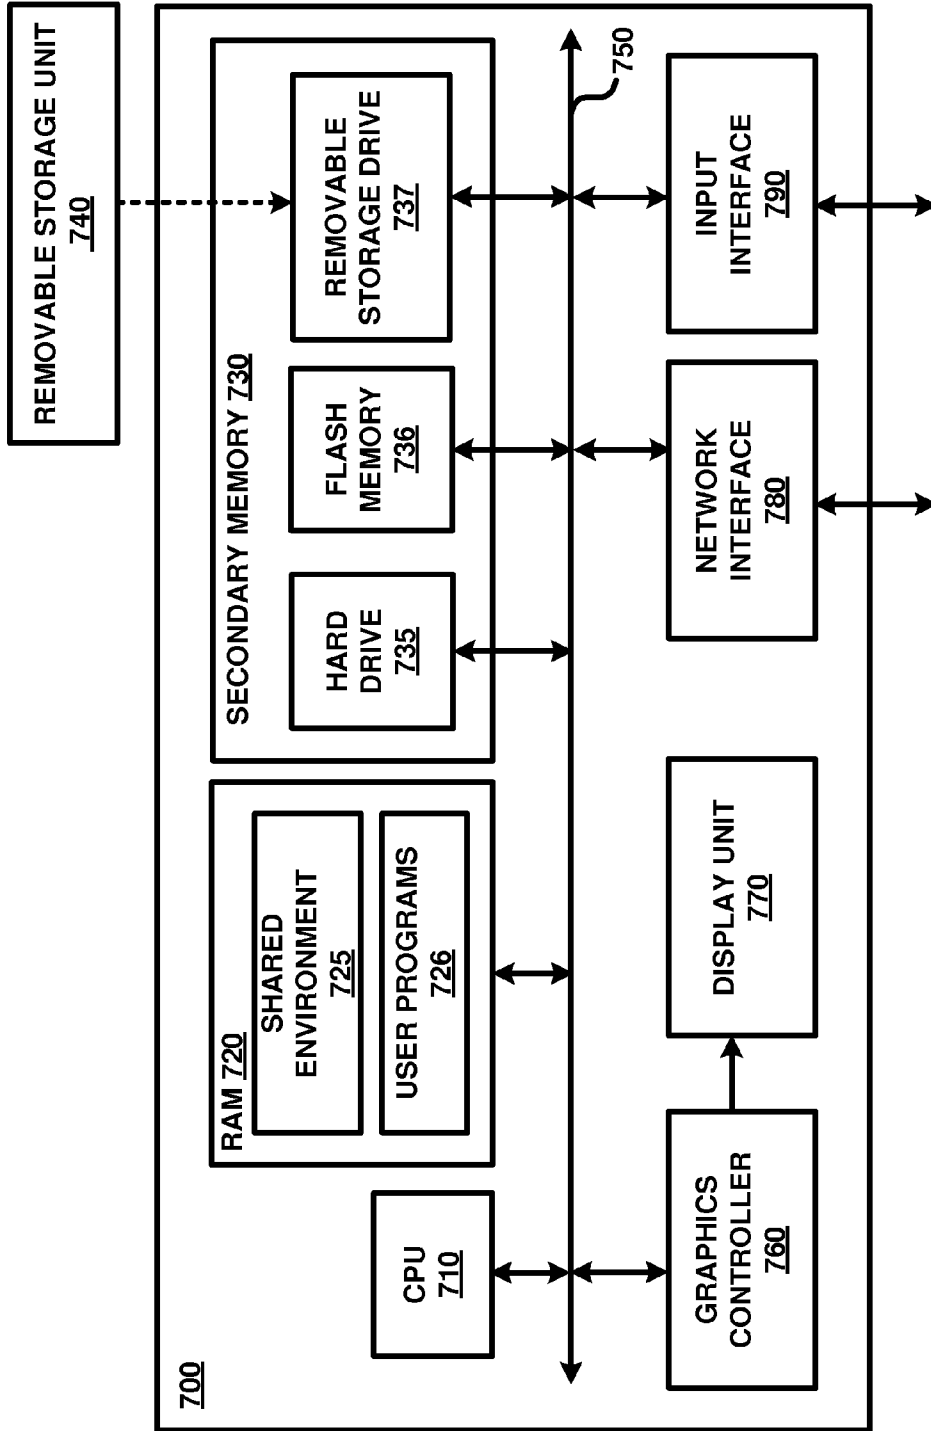 700
CPU
710
RAM 720
SHARED
ENVIRONMENT
725
USER PROGRAMS
726
SECONDARY MEMORY 730
HARD
DRIVE
735
FLASH
MEMORY
736
REMOVABLE
STORAGE DRIVE
737
REMOVABLE STORAGE UNIT
740
750
GRAPHICS
CONTROLLER
760
DISPLAY UNIT
770
NETWORK
INTERFACE
780
INPUT
INTERFACE
790